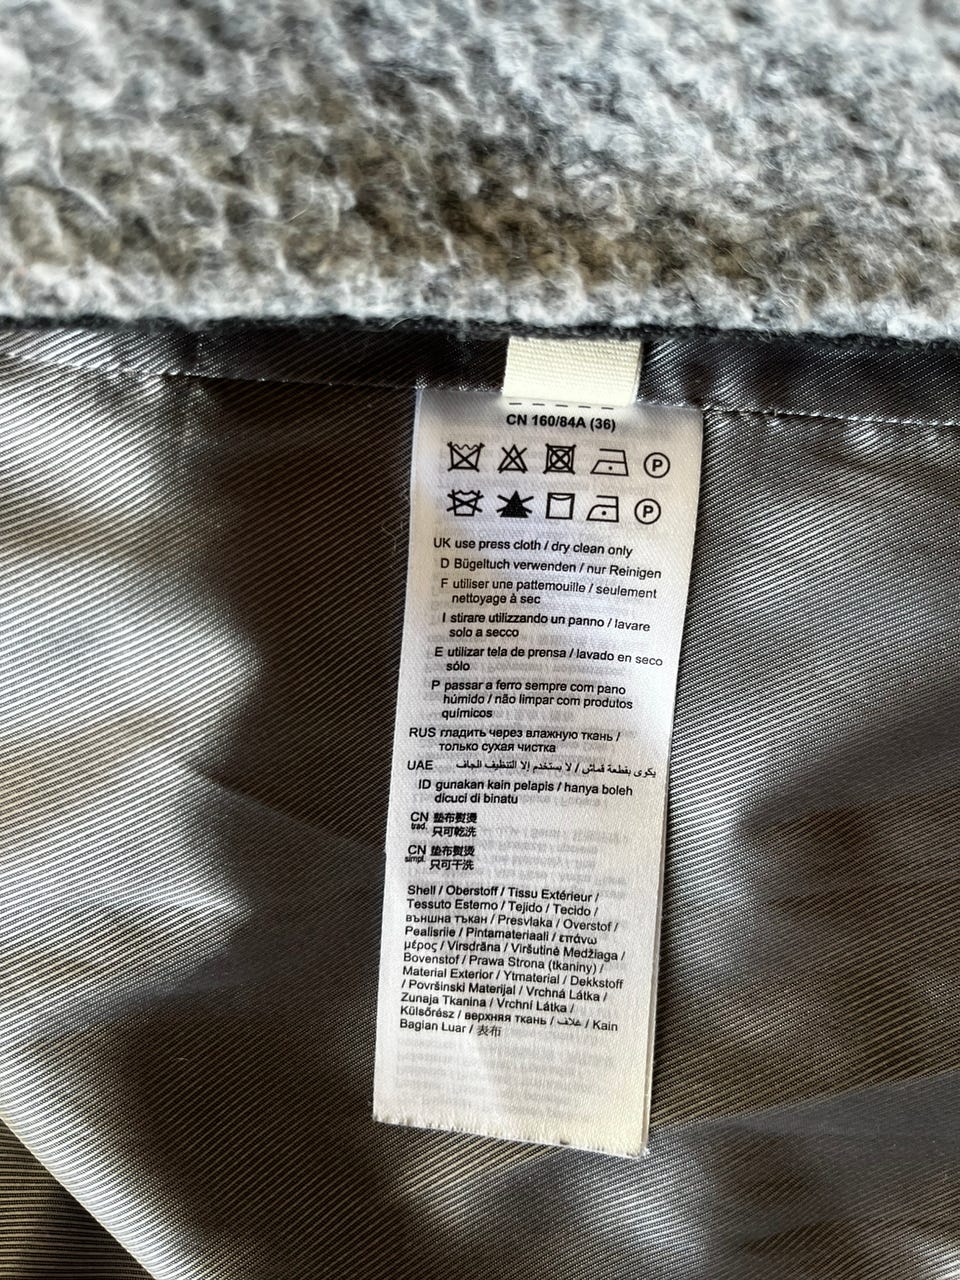 CN 160/84A (36)
P
P
UK use press cloth / dry clean only
D Bügeltuch verwenden / nur Reinigen
F utiliser une pattemouille / seulement
nettoyage à sec
I stirare utilizzando un panno / lavare
solo a secco
E utilizar tela de prensa / lavado en seco
sólo
P passar a ferro sempre com pano
húmido / não limpar com produtos
químicos
RUS гладить через влажную ткань /
только сухая чистка
UAE يكوى بقطعة قماش / لا يستخدم إلا التنظيف الجاف
ID gunakan kain pelapis / hanya boleh
dicuci di binatu
CN trad. 墊布熨燙
只可乾洗
CN simpl. 垫布熨烫
只可干洗
Shell / Oberstoff / Tissu Extérieur /
Tessuto Esterno / Tejido / Tecido /
външна тъкан / Presvlaka / Overstof /
Pealisriie / Pintamateriaali / επάνω
μέρος / Virsdrāna / Viršutinė Medžiaga /
Bovenstof / Prawa Strona (tkaniny) /
Material Exterior / Ytmaterial / Dekkstoff
/ Površinski Materijal / Vrchná Látka /
Zunaja Tkanina / Vrchní Látka /
Külsőrész / верхняя ткань / غلاف / Kain
Bagian Luar / 表布